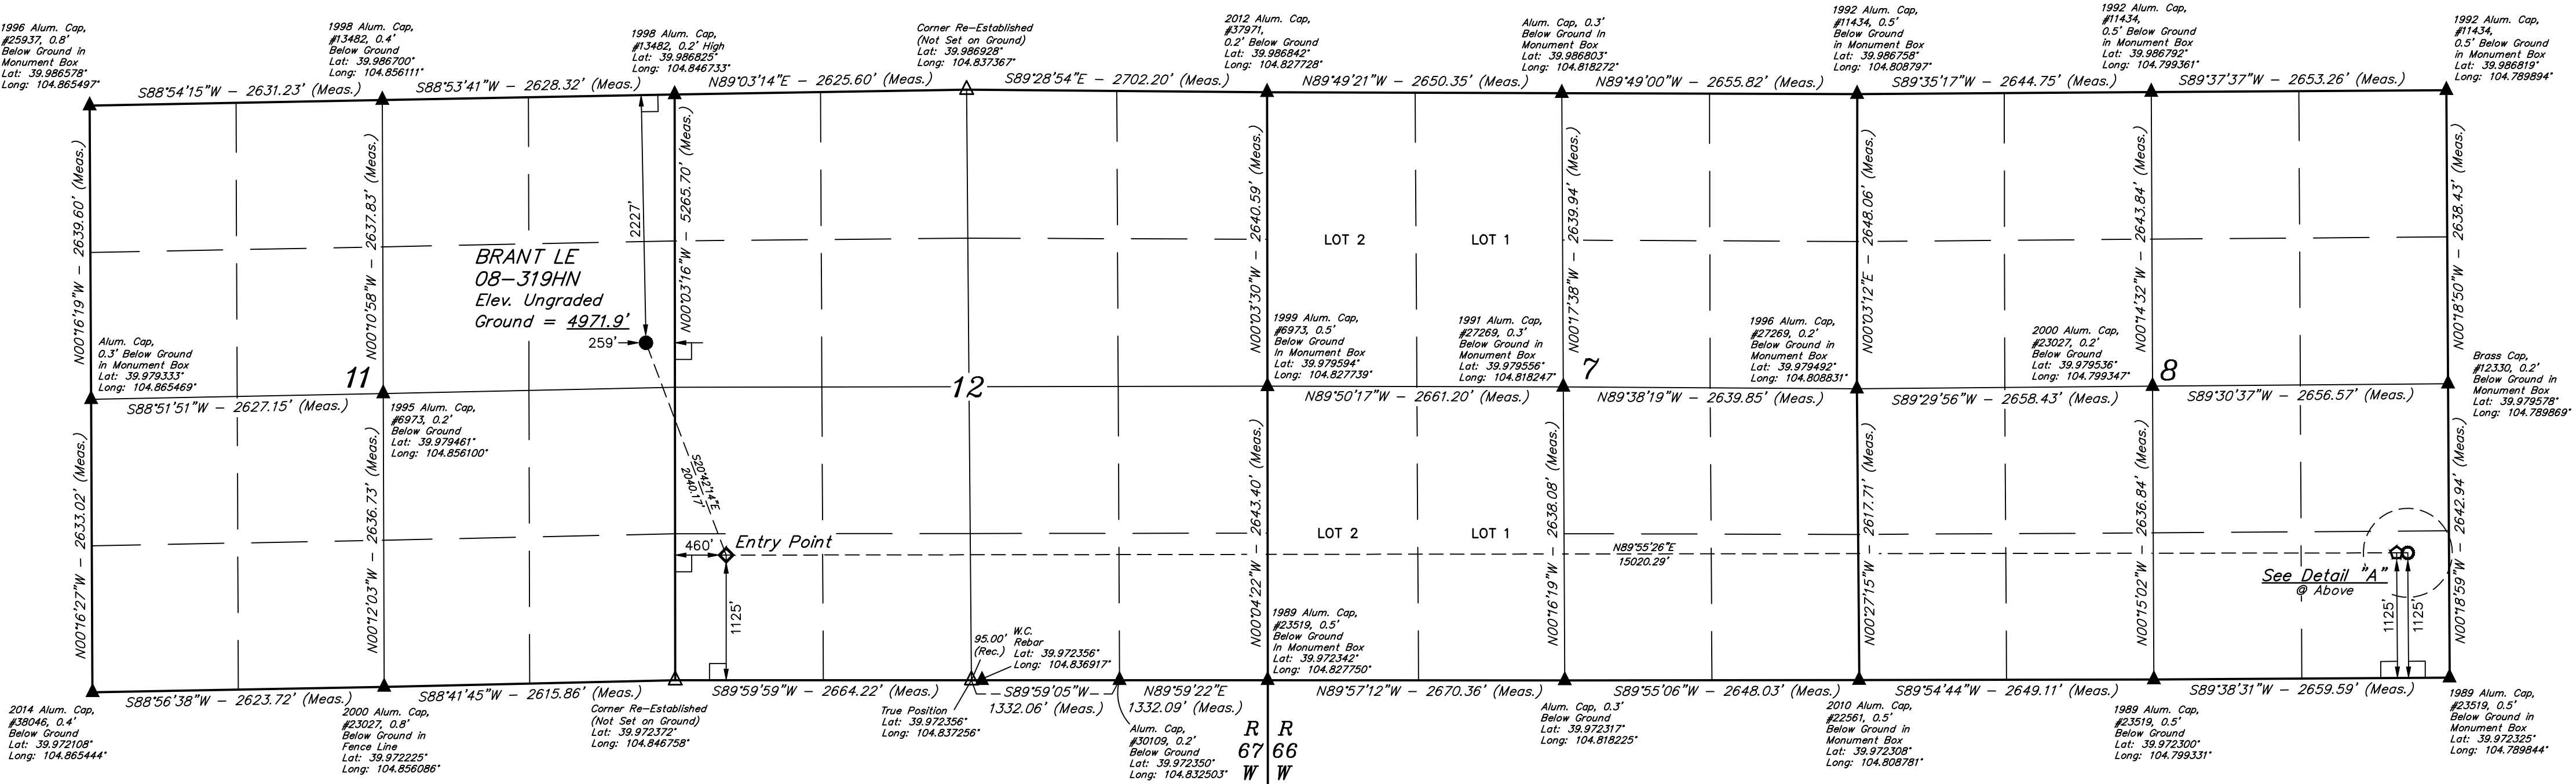 1996 Alum. Cap,
#25937, 0.8'
Below Ground in
Monument Box
Lat: 39.986578°
Long: 104.865497°
1998 Alum. Cap,
#13482, 0.4'
Below Ground
Lat: 39.986700°
Long: 104.856111°
1998 Alum. Cap,
#13482, 0.2' High
Lat: 39.986825°
Long: 104.846733°
Corner Re-Established
(Not Set on Ground)
Lat: 39.986928°
Long: 104.837367°
2012 Alum. Cap,
#37971,
0.2' Below Ground
Lat: 39.986842°
Long: 104.827728°
Alum. Cap, 0.3'
Below Ground In
Monument Box
Lat: 39.986803°
Long: 104.818272°
1992 Alum. Cap,
#11434, 0.5'
Below Ground
in Monument Box
Lat: 39.986758°
Long: 104.808797°
1992 Alum. Cap,
#11434,
0.5' Below Ground
in Monument Box
Lat: 39.986792°
Long: 104.799361°
1992 Alum. Cap,
#11434,
0.5' Below Ground
in Monument Box
Lat: 39.986819°
Long: 104.789894°
S88°54'15"W - 2631.23' (Meas.)
S88°53'41"W - 2628.32' (Meas.)
N89°03'14"E - 2625.60' (Meas.)
S89°28'54"E - 2702.20' (Meas.)
N89°49'21"W - 2650.35' (Meas.)
N89°49'00"W - 2655.82' (Meas.)
S89°35'17"W - 2644.75' (Meas.)
S89°37'37"W - 2653.26' (Meas.)
N00°16'19"W - 2639.60' (Meas.)
N00°10'58"W - 2637.83' (Meas.)
2227'
N00°03'16"W - 5265.70' (Meas.)
N00°03'30"W - 2640.59' (Meas.)
N00°17'38"W - 2639.94' (Meas.)
N00°03'12"E - 2648.06' (Meas.)
N00°14'32"W - 2643.84' (Meas.)
N00°18'50"W - 2638.43' (Meas.)
LOT 2
LOT 1
BRANT LE
08-319HN
Elev. Ungraded
Ground = 4971.9'
259'
Alum. Cap,
0.3' Below Ground
in Monument Box
Lat: 39.979333°
Long: 104.865469°
1999 Alum. Cap,
#6973, 0.5'
Below Ground
In Monument Box
Lat: 39.979594°
Long: 104.827739°
1991 Alum. Cap,
#27269, 0.3'
Below Ground in
Monument Box
Lat: 39.979556°
Long: 104.818247°
1996 Alum. Cap,
#27269, 0.2'
Below Ground in
Monument Box
Lat: 39.979492°
Long: 104.808831°
2000 Alum. Cap,
#23027, 0.2'
Below Ground
Lat: 39.979536°
Long: 104.799347°
Brass Cap,
#12330, 0.2'
Below Ground in
Monument Box
Lat: 39.979578°
Long: 104.789869°
11
12
7
8
S88°51'51"W - 2627.15' (Meas.)
N89°50'17"W - 2661.20' (Meas.)
N89°38'19"W - 2639.85' (Meas.)
S89°29'56"W - 2658.43' (Meas.)
S89°30'37"W - 2656.57' (Meas.)
1995 Alum. Cap,
#6973, 0.2'
Below Ground
Lat: 39.979461°
Long: 104.856100°
S20°42'14"E
2040.17'
N00°16'27"W - 2633.02' (Meas.)
N00°12'03"W - 2636.73' (Meas.)
N00°04'22"W - 2643.40' (Meas.)
N00°16'19"W - 2638.08' (Meas.)
N00°27'15"W - 2617.71' (Meas.)
N00°15'02"W - 2636.84' (Meas.)
N00°18'59"W - 2642.94' (Meas.)
LOT 2
LOT 1
460'
Entry Point
1125'
N89°55'26"E
15020.29'
See Detail "A"
@ Above
1125'
1125'
95.00'
(Rec.)
W.C.
Rebar
Lat: 39.972356°
Long: 104.836917°
1989 Alum. Cap,
#23519, 0.5'
Below Ground
In Monument Box
Lat: 39.972342°
Long: 104.827750°
S88°56'38"W - 2623.72' (Meas.)
S88°41'45"W - 2615.86' (Meas.)
S89°59'59"W - 2664.22' (Meas.)
S89°59'05"W
1332.06' (Meas.)
N89°59'22"E
1332.09' (Meas.)
N89°57'12"W - 2670.36' (Meas.)
S89°55'06"W - 2648.03' (Meas.)
S89°54'44"W - 2649.11' (Meas.)
S89°38'31"W - 2659.59' (Meas.)
2014 Alum. Cap,
#38046, 0.4'
Below Ground
Lat: 39.972108°
Long: 104.865444°
2000 Alum. Cap,
#23027, 0.8'
Below Ground in
Fence Line
Lat: 39.972225°
Long: 104.856086°
Corner Re-Established
(Not Set on Ground)
Lat: 39.972372°
Long: 104.846758°
True Position
Lat: 39.972356°
Long: 104.837256°
Alum. Cap,
#30109, 0.2'
Below Ground
Lat: 39.972350°
Long: 104.832503°
R R
67 66
W W
Alum. Cap, 0.3'
Below Ground
Lat: 39.972317°
Long: 104.818225°
2010 Alum. Cap,
#22561, 0.5'
Below Ground in
Monument Box
Lat: 39.972308°
Long: 104.808781°
1989 Alum. Cap,
#23519, 0.5'
Below Ground
Lat: 39.972300°
Long: 104.799331°
1989 Alum. Cap,
#23519, 0.5'
Below Ground in
Monument Box
Lat: 39.972325°
Long: 104.789844°